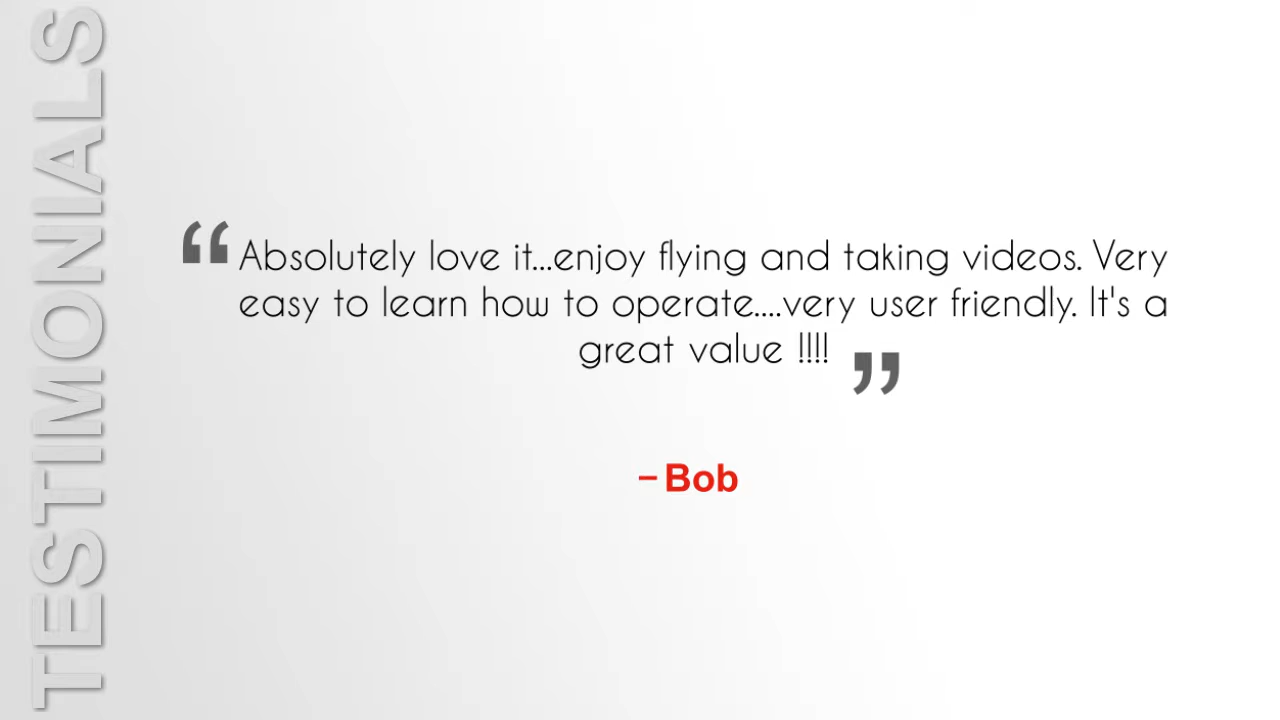 TESTIMONIALS
“Absolutely love it...enjoy flying and taking videos. Very
easy to learn how to operate....very user friendly. It's a
great value !!!! ”
– Bob